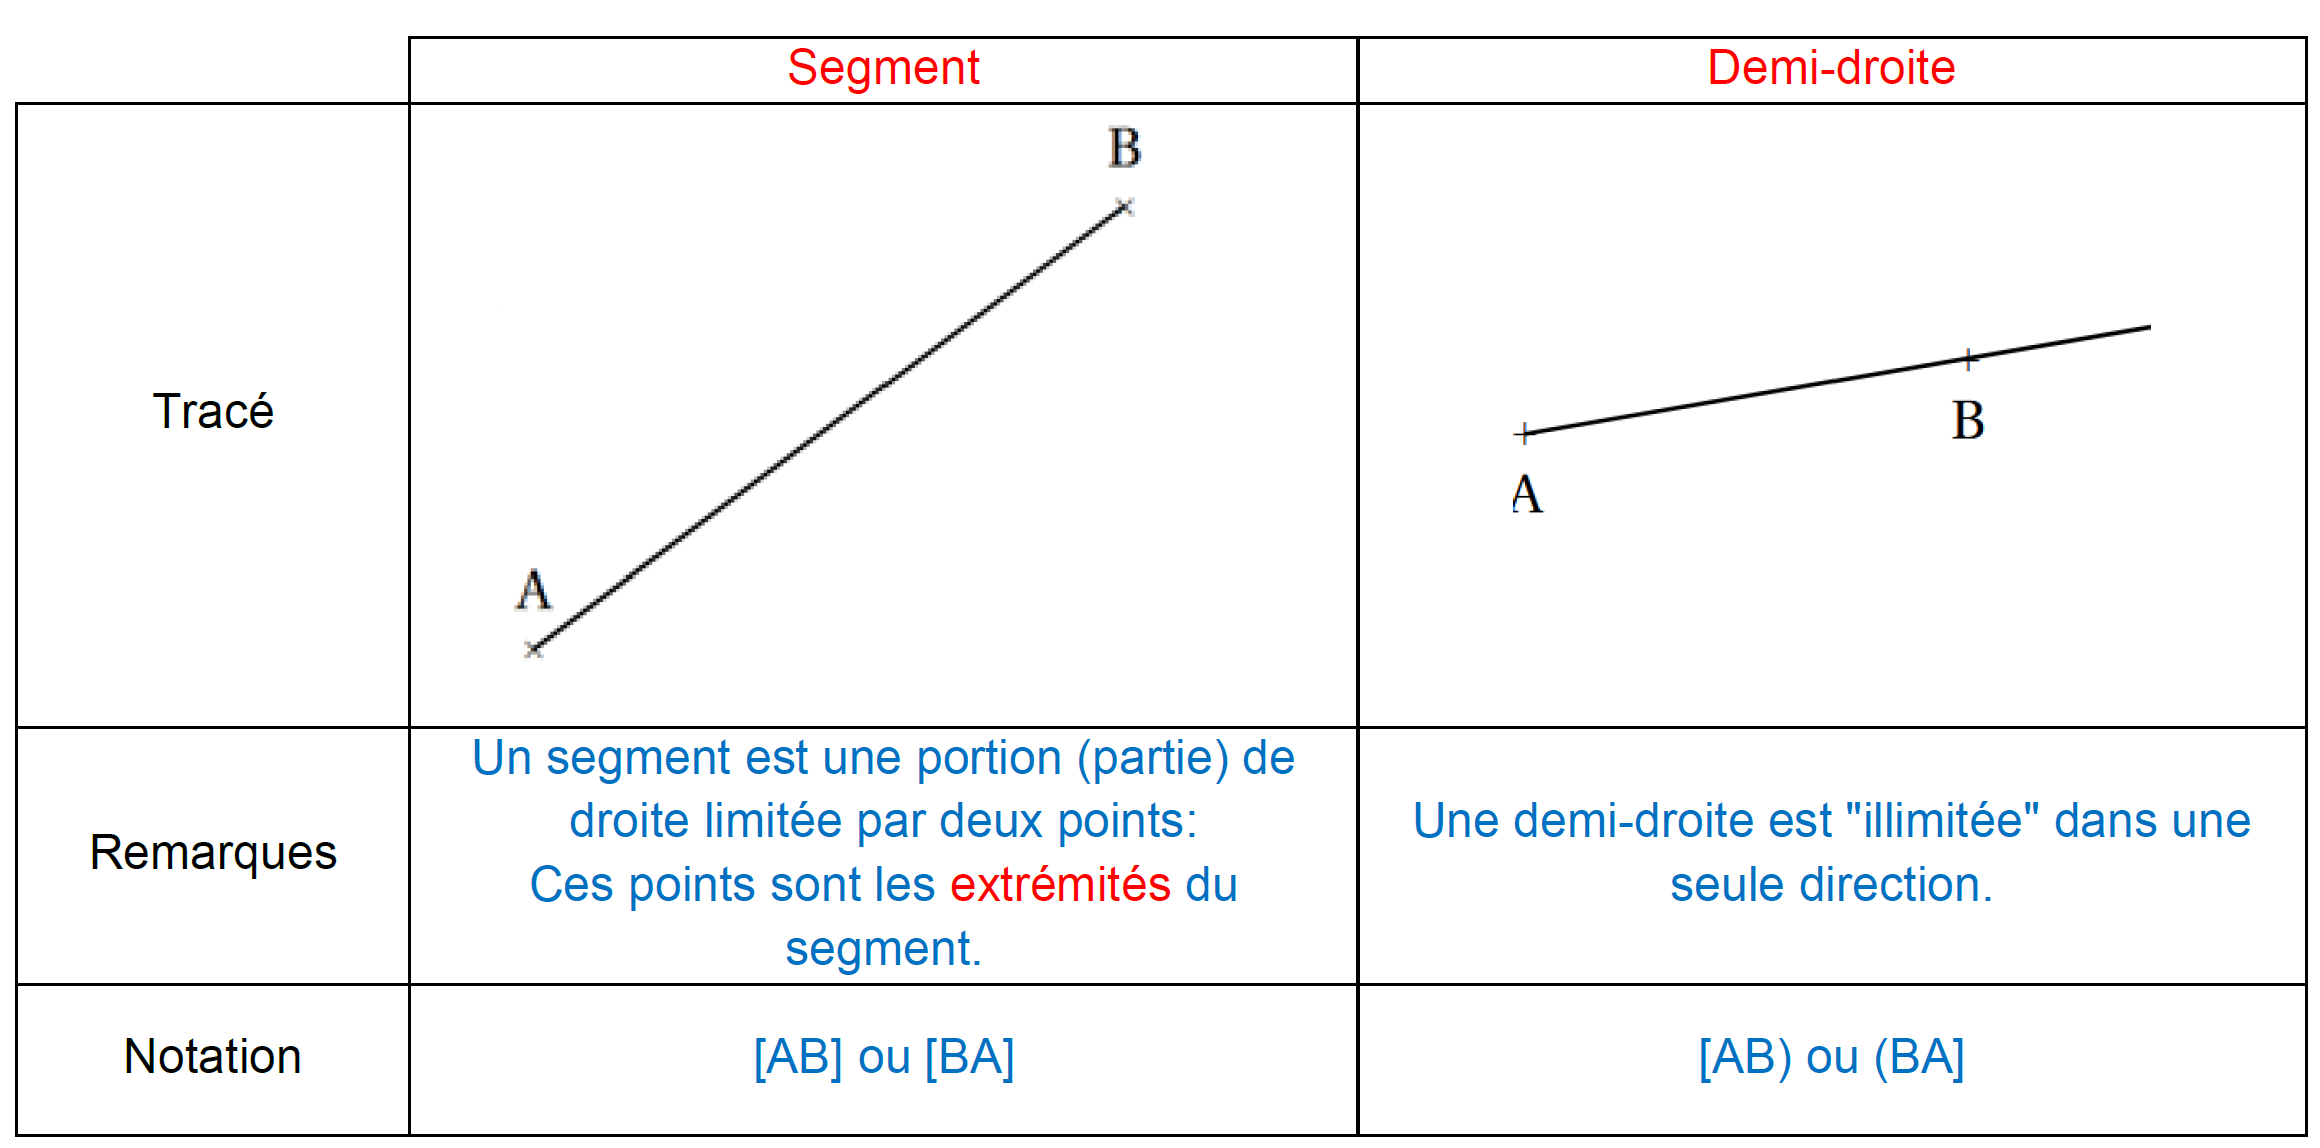 Segment
Demi-droite
Tracé
B
A
B
A
Remarques
Un segment est une portion (partie) de
droite limitée par deux points:
Ces points sont les extrémités du
segment.
Une demi-droite est "illimitée" dans une
seule direction.
Notation
[AB] ou [BA]
[AB) ou (BA]